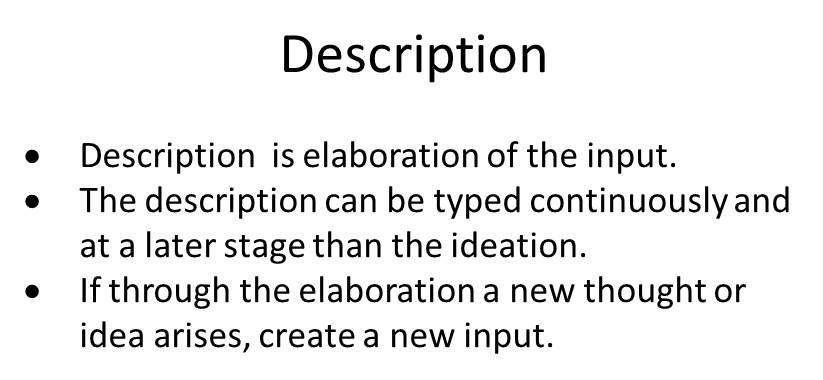 Description
• Description  is elaboration of the input.
• The description can be typed continuously and
at a later stage than the ideation.
• If through the elaboration a new thought or
idea arises, create a new input.